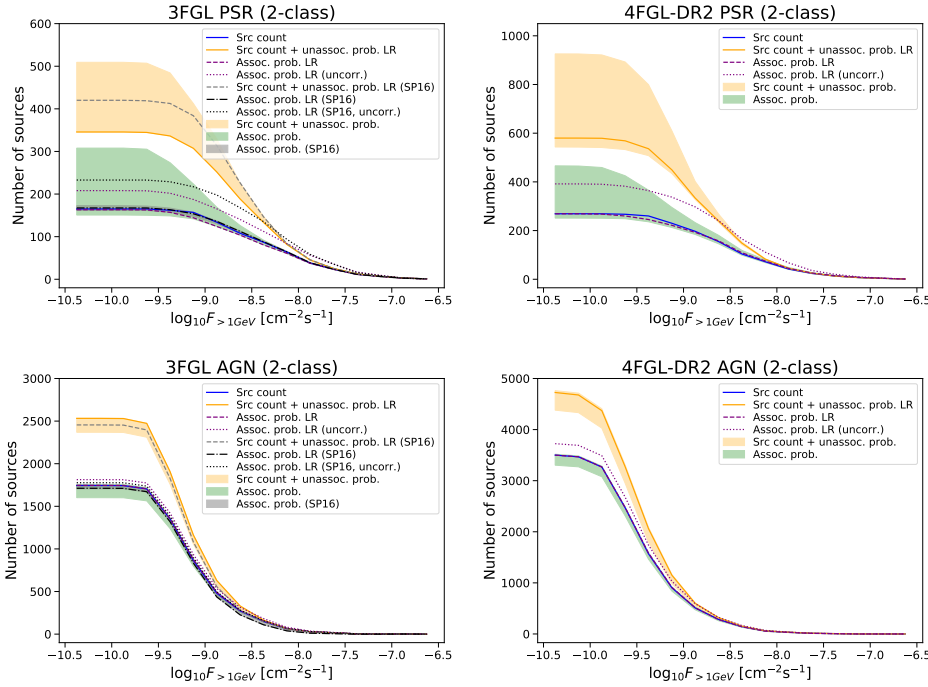 3FGL PSR (2-class)
600
500
400
300
200
100
0
Number of sources
Src count
Src count + unassoc. prob. LR
Assoc. prob. LR
Assoc. prob. LR (uncorr.)
Src count + unassoc. prob. LR (SP16)
Assoc. prob. LR (SP16)
Assoc. prob. LR (SP16, uncorr.)
Src count + unassoc. prob.
Assoc. prob.
Assoc. prob. (SP16)
−10.5 −10.0 −9.5 −9.0 −8.5 −8.0 −7.5 −7.0 −6.5
log₁₀F>1GeV [cm⁻²s⁻¹]
4FGL-DR2 PSR (2-class)
1000
800
600
400
200
0
Number of sources
Src count
Src count + unassoc. prob. LR
Assoc. prob. LR
Assoc. prob. LR (uncorr.)
Src count + unassoc. prob.
Assoc. prob.
−10.5 −10.0 −9.5 −9.0 −8.5 −8.0 −7.5 −7.0 −6.5
log₁₀F>1GeV [cm⁻²s⁻¹]
3FGL AGN (2-class)
3000
2500
2000
1500
1000
500
0
Number of sources
Src count
Src count + unassoc. prob. LR
Assoc. prob. LR
Assoc. prob. LR (uncorr.)
Src count + unassoc. prob. LR (SP16)
Assoc. prob. LR (SP16)
Assoc. prob. LR (SP16, uncorr.)
Src count + unassoc. prob.
Assoc. prob.
Assoc. prob. (SP16)
−10.5 −10.0 −9.5 −9.0 −8.5 −8.0 −7.5 −7.0 −6.5
log₁₀F>1GeV [cm⁻²s⁻¹]
4FGL-DR2 AGN (2-class)
5000
4000
3000
2000
1000
0
Number of sources
Src count
Src count + unassoc. prob. LR
Assoc. prob. LR
Assoc. prob. LR (uncorr.)
Src count + unassoc. prob.
Assoc. prob.
−10.5 −10.0 −9.5 −9.0 −8.5 −8.0 −7.5 −7.0 −6.5
log₁₀F>1GeV [cm⁻²s⁻¹]